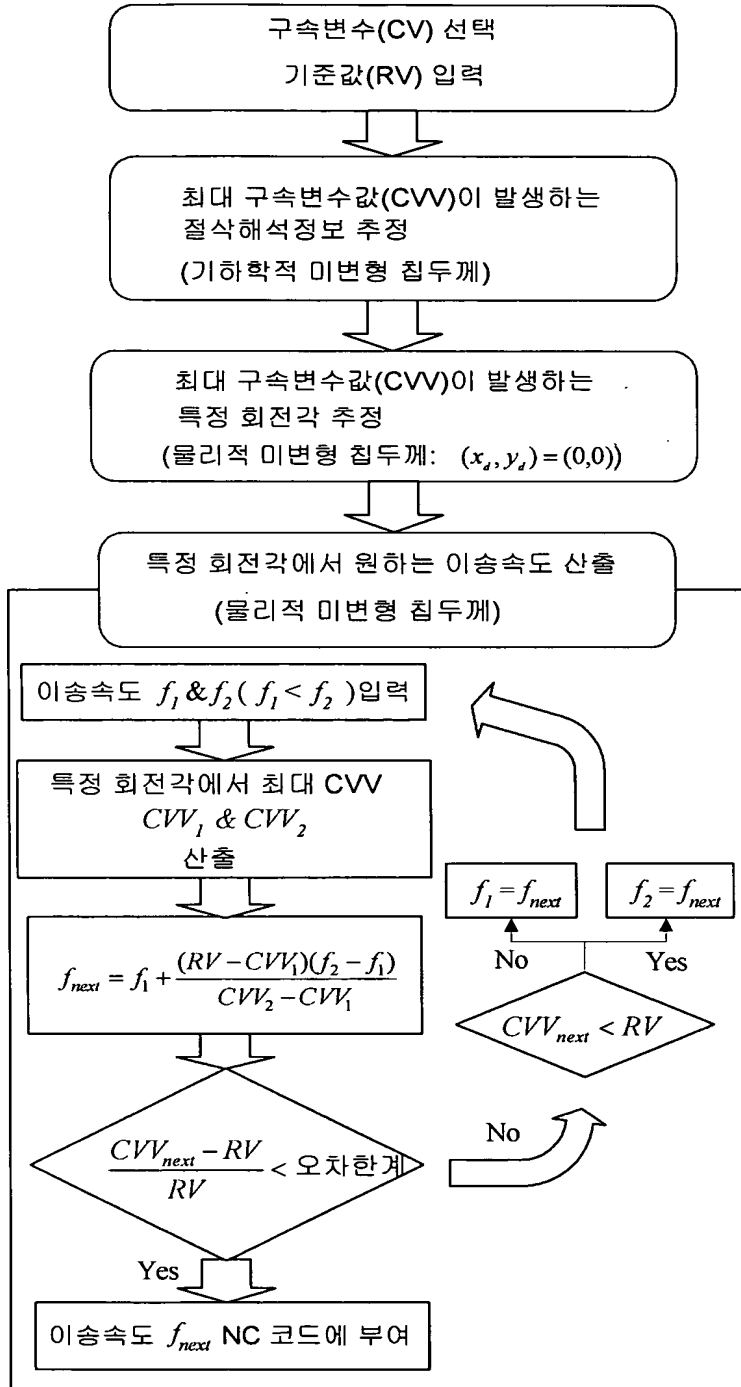 구속변수(CV) 선택
기준값(RV) 입력
최대 구속변수값(CVV)이 발생하는
절삭해석정보 추정
(기하학적 미변형 칩두께)
최대 구속변수값(CVV)이 발생하는
특정 회전각 추정
(물리적 미변형 칩두께: (x_d, y_d) = (0,0))
특정 회전각에서 원하는 이송속도 산출
(물리적 미변형 칩두께)
이송속도 f_1 & f_2 ( f_1 < f_2 )입력
특정 회전각에서 최대 CVV
CVV_1 & CVV_2
산출
f_next = f_1 + (RV − CVV_1)(f_2 − f_1) / CVV_2 − CVV_1
CVV_next − RV / RV < 오차한계
Yes
이송속도 f_next NC 코드에 부여
No
CVV_next < RV
No
Yes
f_1 = f_next
f_2 = f_next